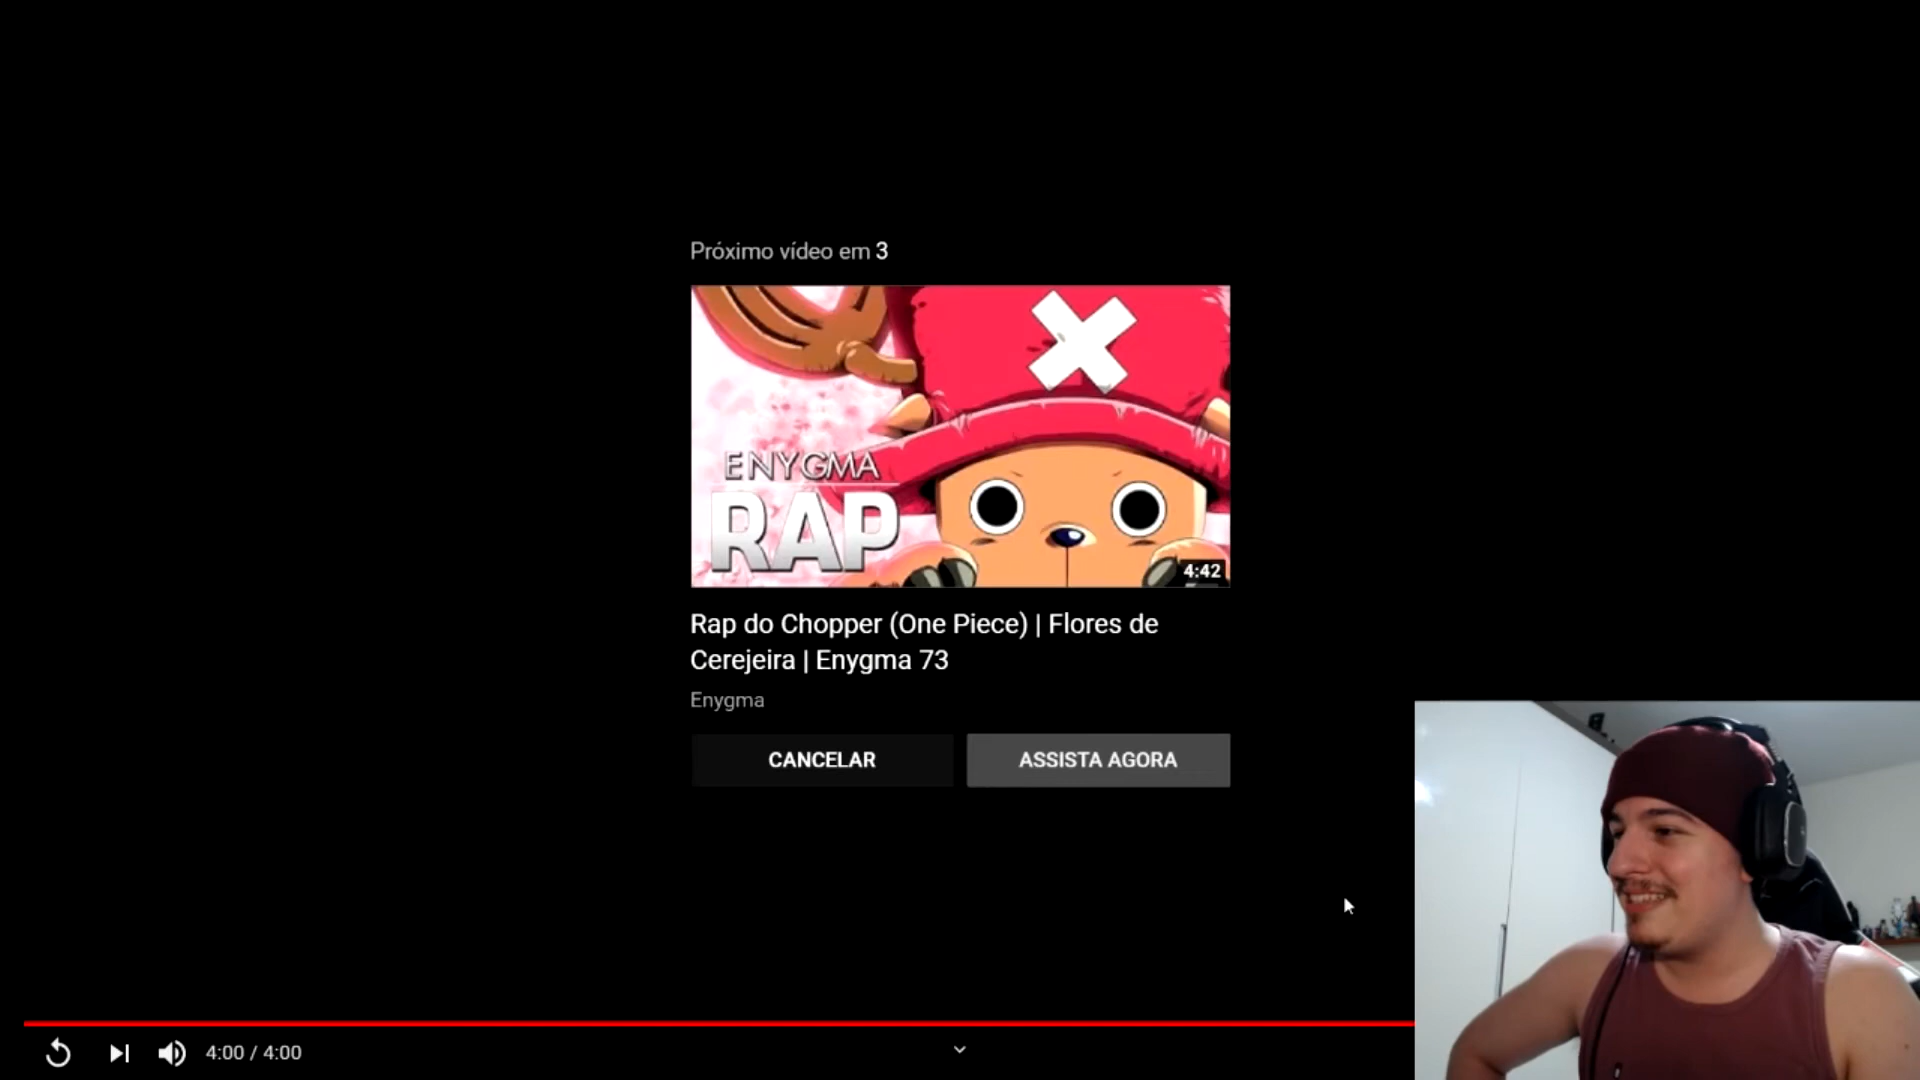 Próximo vídeo em 3
ENYGMA
RAP
4:42
Rap do Chopper (One Piece) | Flores de
Cerejeira | Enygma 73
Enygma
CANCELAR
ASSISTA AGORA
4:00 / 4:00